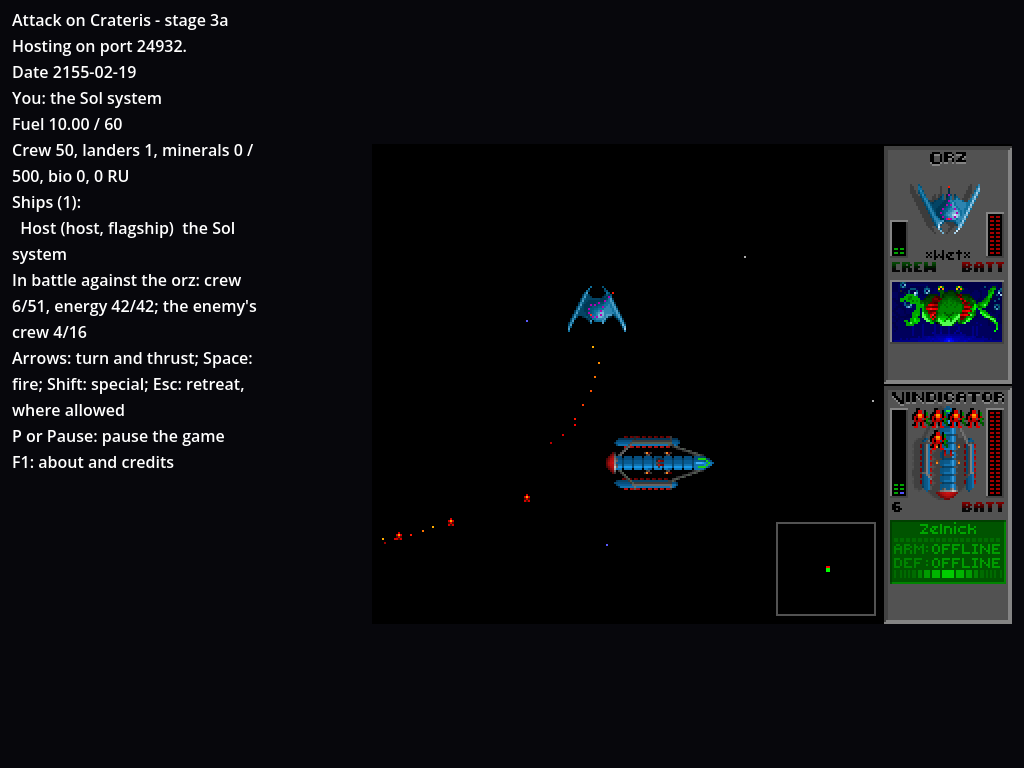 Attack on Crateris - stage 3a
Hosting on port 24932.
Date 2155-02-19
You: the Sol system
Fuel 10.00 / 60
Crew 50, landers 1, minerals 0 /
500, bio 0, 0 RU
Ships (1):
Host (host, flagship)  the Sol
system
In battle against the orz: crew
6/51, energy 42/42; the enemy's
crew 4/16
Arrows: turn and thrust; Space:
fire; Shift: special; Esc: retreat,
where allowed
P or Pause: pause the game
F1: about and credits
ORZ
×Wet×
CREW BATT
VINDICATOR
6 BATT
Zelnick
ARM:OFFLINE
DEF:OFFLINE